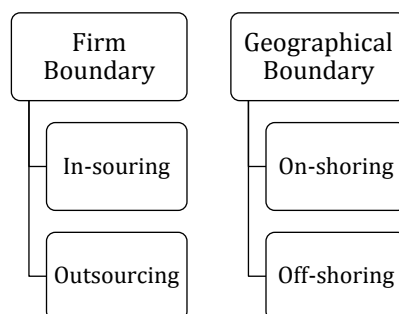 Firm
Boundary
In-souring
Outsourcing
Geographical
Boundary
On-shoring
Off-shoring